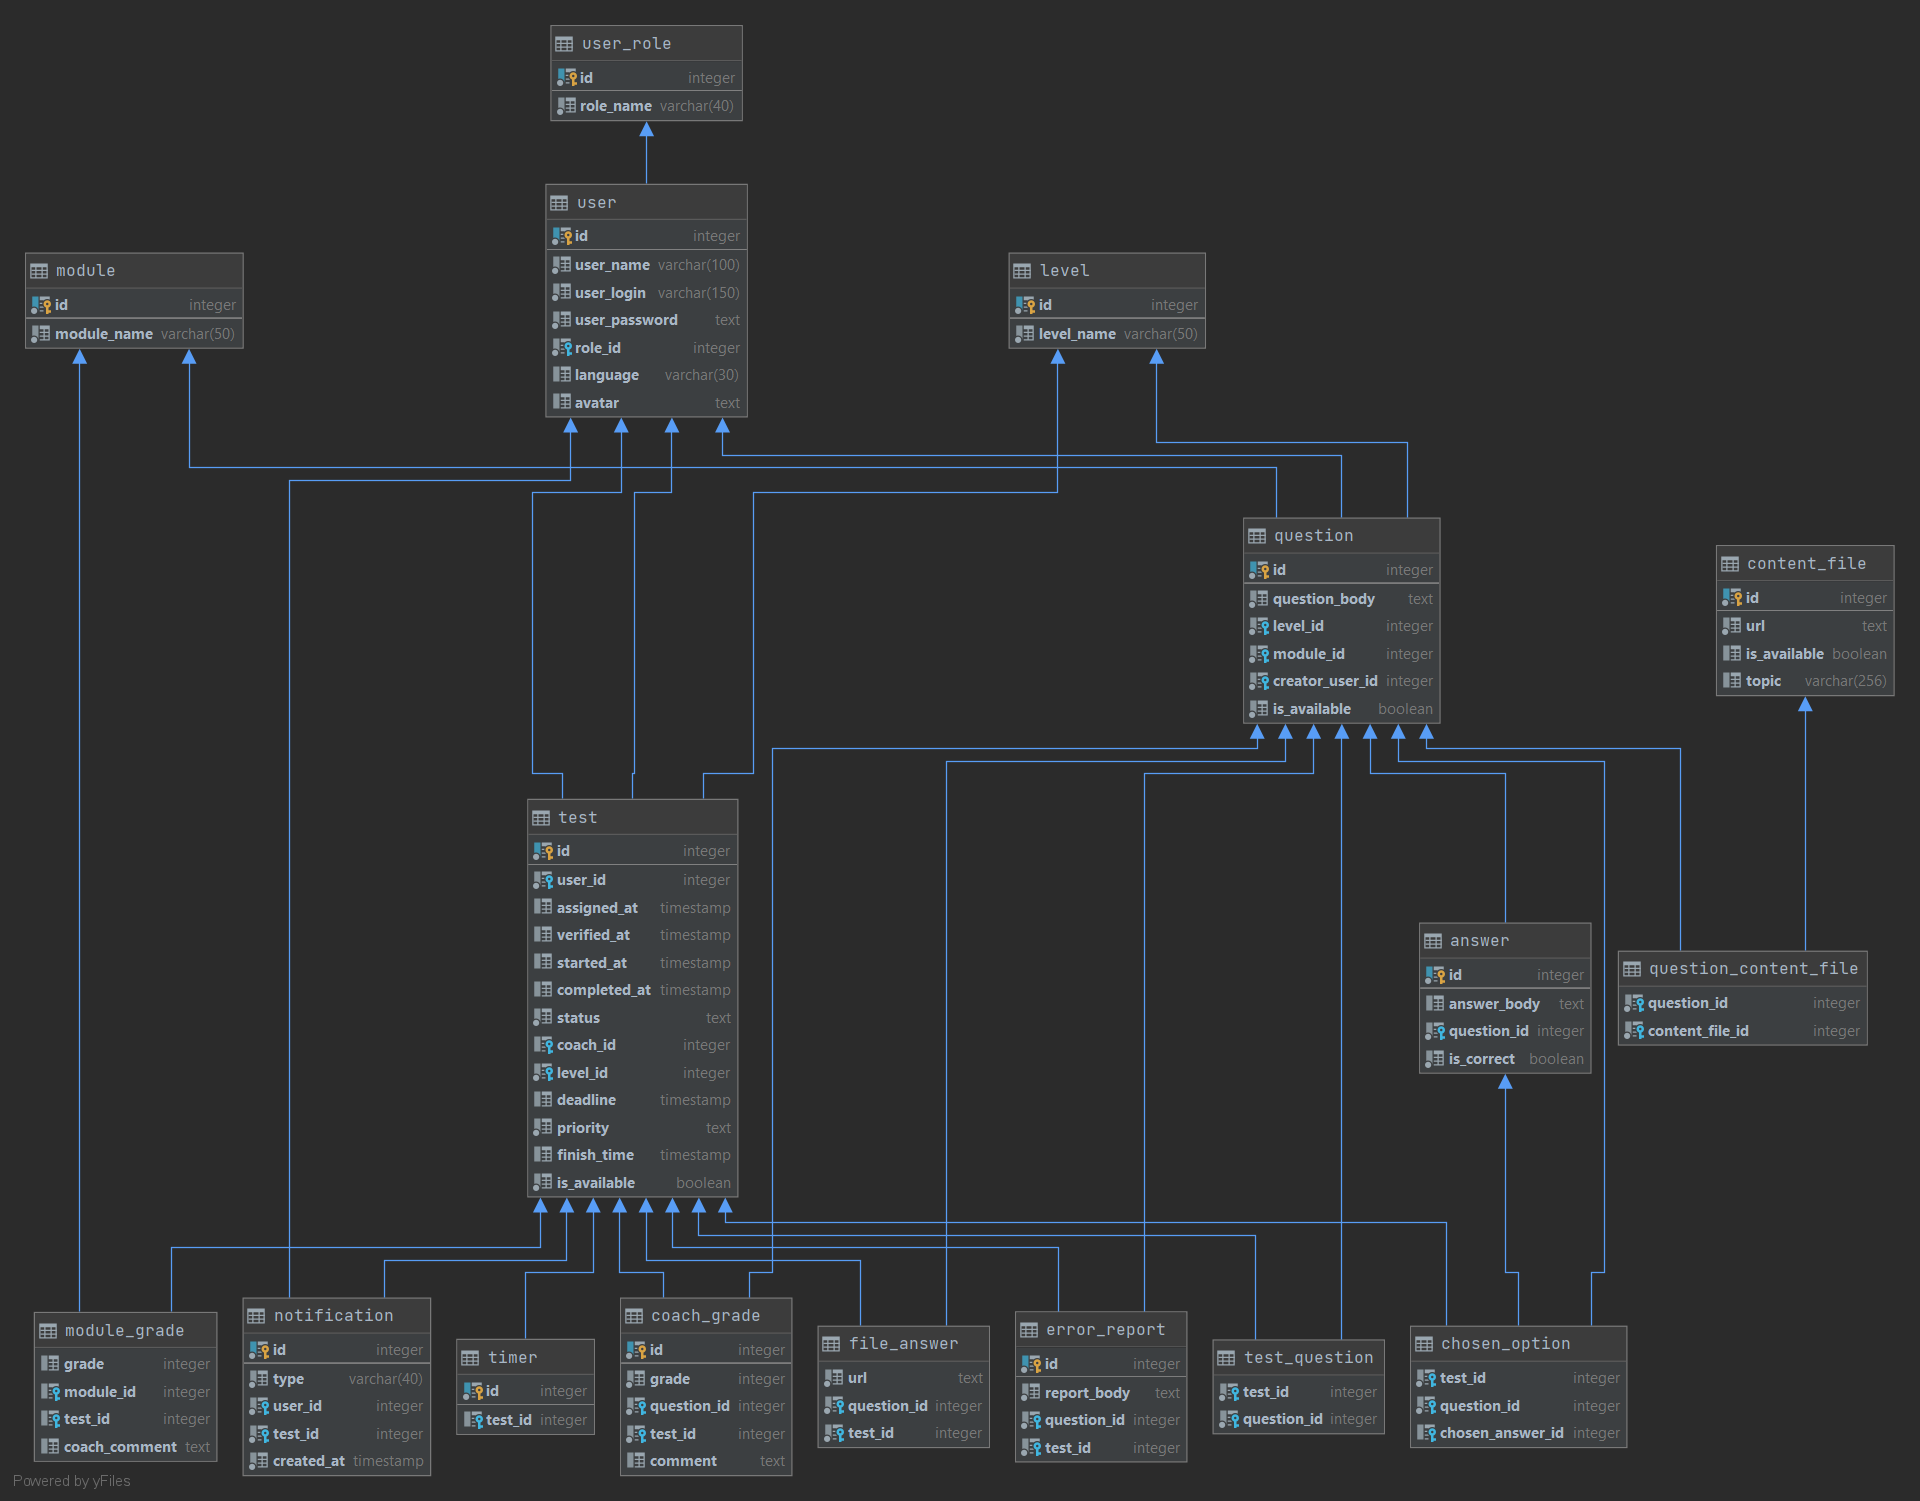 user_role
id integer
role_name varchar(40)
user
id integer
user_name varchar(100)
user_login varchar(150)
user_password text
role_id integer
language varchar(30)
avatar text
module
id integer
module_name varchar(50)
level
id integer
level_name varchar(50)
question
id integer
question_body text
level_id integer
module_id integer
creator_user_id integer
is_available boolean
content_file
id integer
url text
is_available boolean
topic varchar(256)
test
id integer
user_id integer
assigned_at timestamp
verified_at timestamp
started_at timestamp
completed_at timestamp
status text
coach_id integer
level_id integer
deadline timestamp
priority text
finish_time timestamp
is_available boolean
answer
id integer
answer_body text
question_id integer
is_correct boolean
question_content_file
question_id integer
content_file_id integer
module_grade
grade integer
module_id integer
test_id integer
coach_comment text
notification
id integer
type varchar(40)
user_id integer
test_id integer
created_at timestamp
timer
id integer
test_id integer
coach_grade
id integer
grade integer
question_id integer
test_id integer
comment text
file_answer
url text
question_id integer
test_id integer
error_report
id integer
report_body text
question_id integer
test_id integer
test_question
test_id integer
question_id integer
chosen_option
test_id integer
question_id integer
chosen_answer_id integer
Powered by yFiles